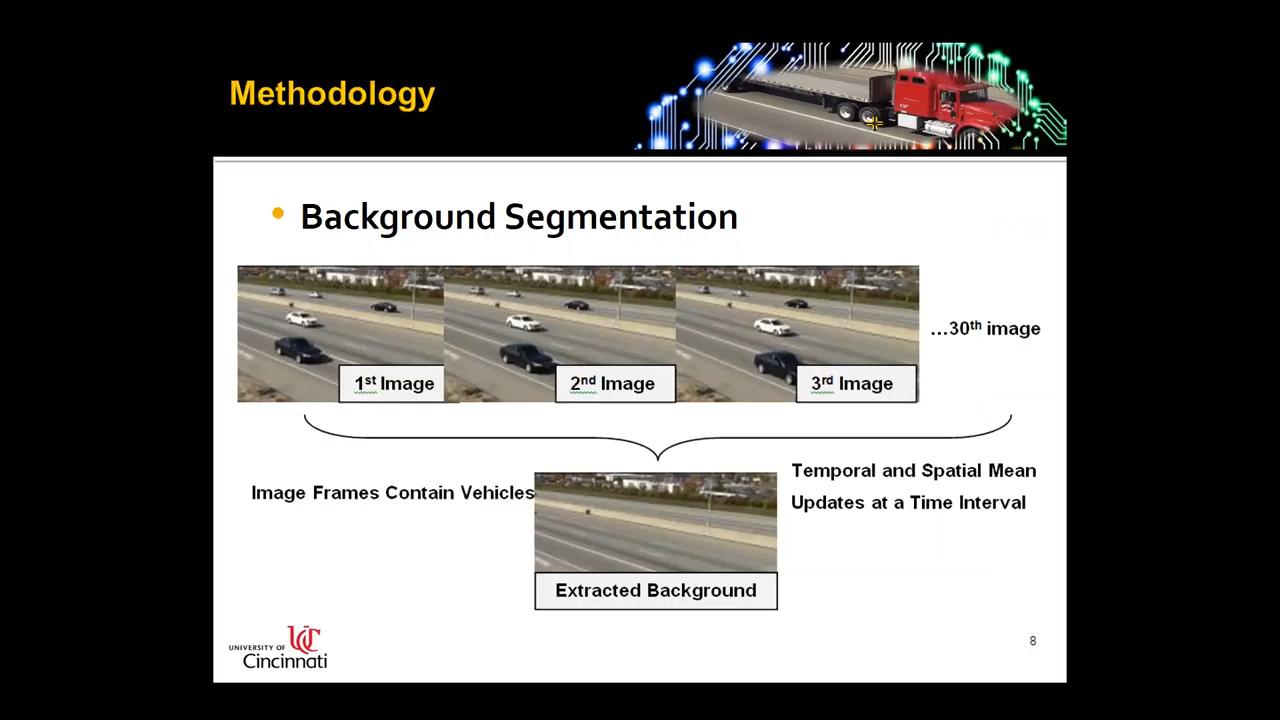 Methodology
• Background Segmentation
1st Image
2nd Image
3rd Image
...30th image
Image Frames Contain Vehicles
Temporal and Spatial Mean
Updates at a Time Interval
Extracted Background
UNIVERSITY OF
Cincinnati
8